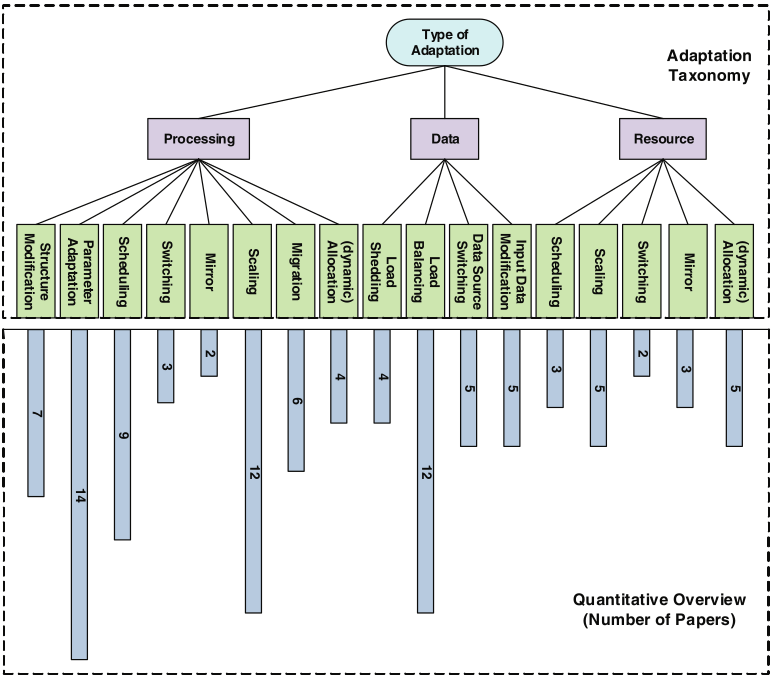 Type of
Adaptation
Adaptation
Taxonomy
Processing
Data
Resource
Structure
Modification
Parameter
Adaptation
Scheduling
Switching
Mirror
Scaling
Migration
(dynamic)
Allocation
Load
Shedding
Load
Balancing
Data Source
Switching
Input Data
Modification
Scheduling
Scaling
Switching
Mirror
(dynamic)
Allocation
7
14
9
3
2
12
6
4
4
12
5
5
3
5
2
3
5
Quantitative Overview
(Number of Papers)